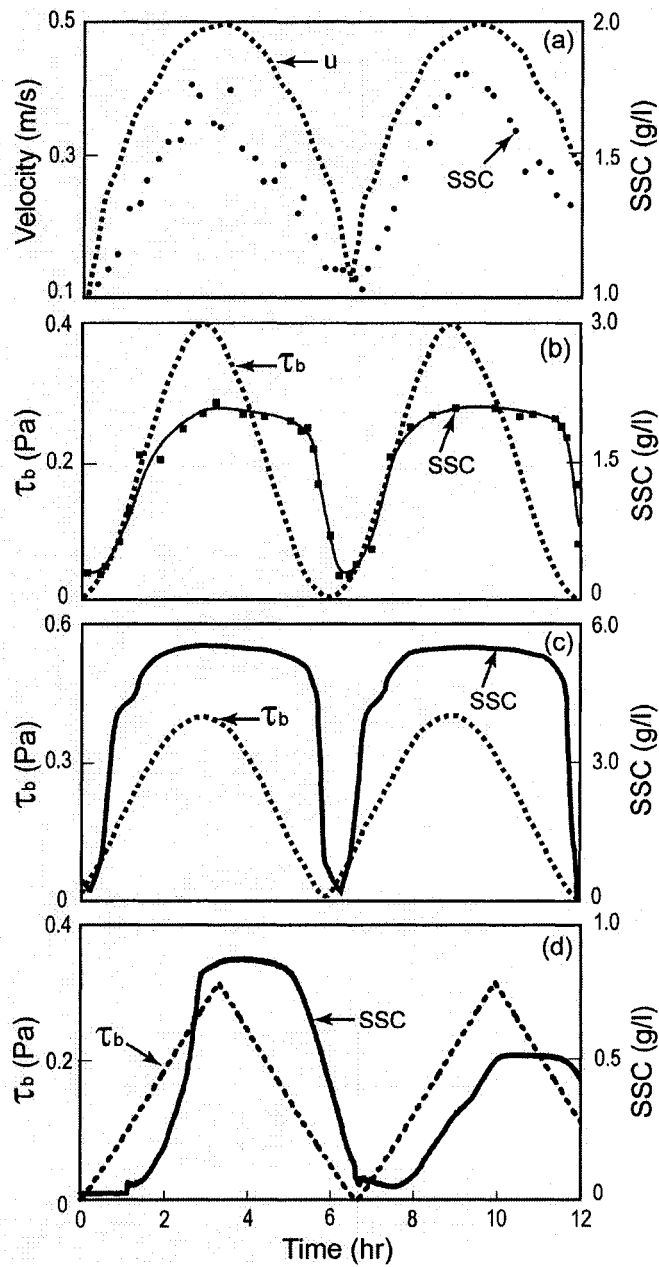 0.5 (a) 2.0
u
Velocity (m/s)
0.3
SSC
1.5
SSC (g/l)
0.1 1.0
0.4 (b) 3.0
τb
τb (Pa)
0.2
SSC
1.5
SSC (g/l)
0 0
0.6 (c) 6.0
SSC
τb
τb (Pa)
0.3 3.0
SSC (g/l)
0 0
0.4 (d) 1.0
τb
SSC
τb (Pa)
0.2 0.5
SSC (g/l)
0 0
0 2 4 6 8 10 12
Time (hr)